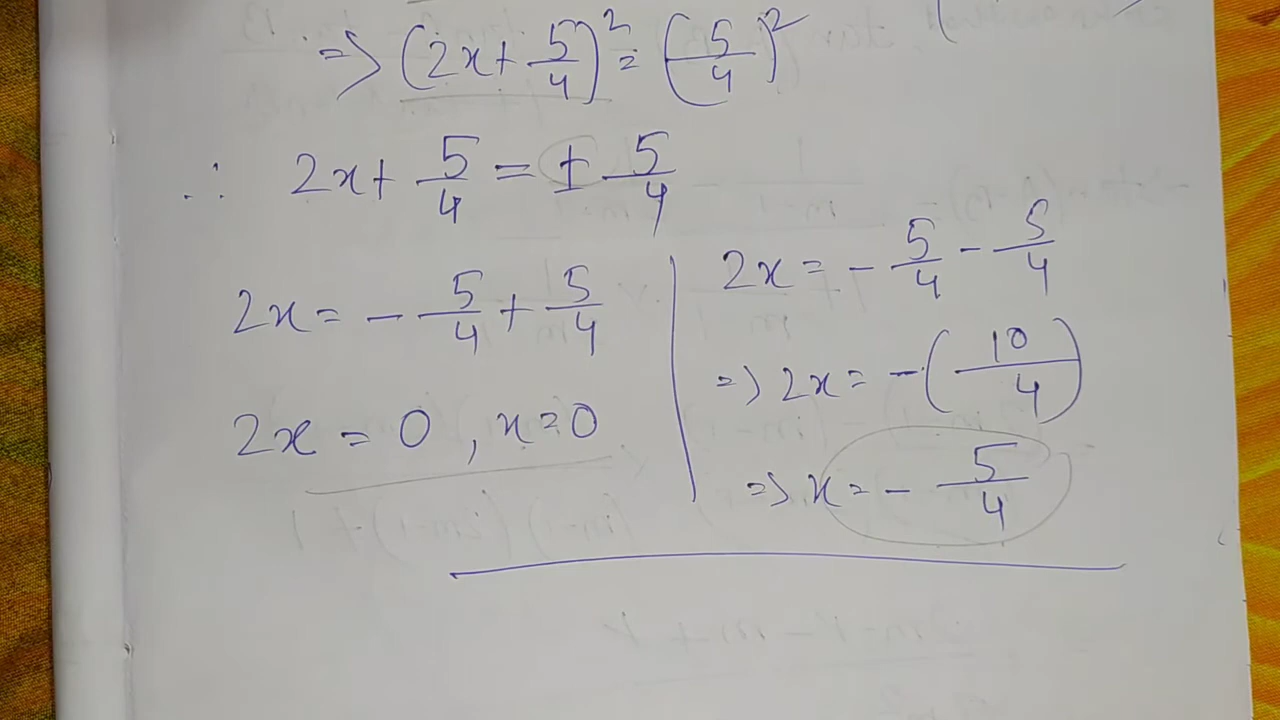 => (2x + 5/4)² = (5/4)²
∴ 2x + 5/4 = ± 5/4
2x = - 5/4 + 5/4
2x = 0 , x = 0
2x = - 5/4 - 5/4
=> 2x = - (10/4)
=> x = - 5/4